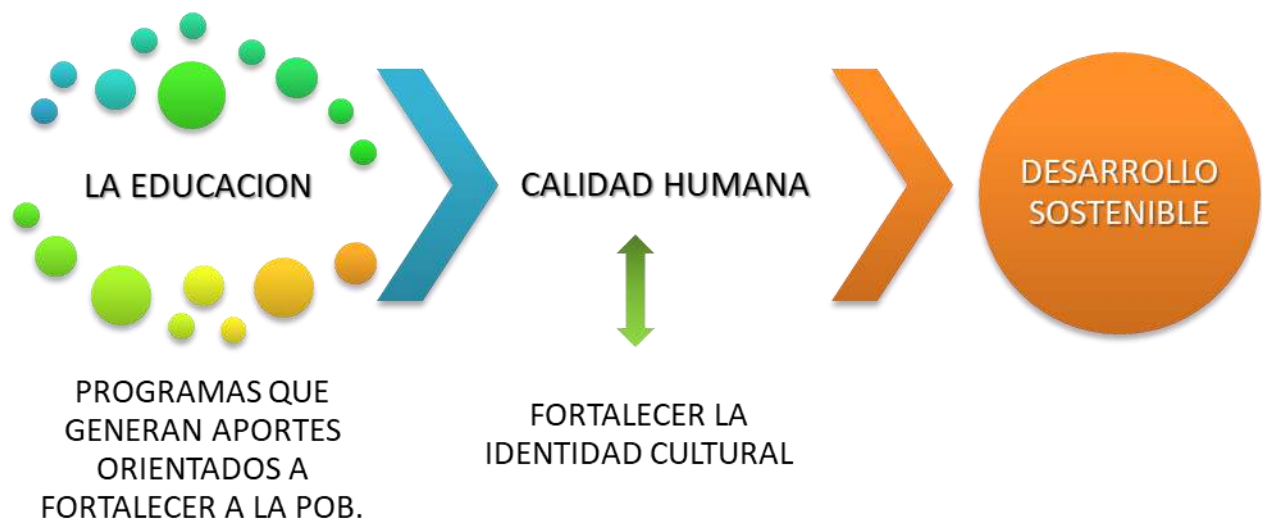 LA EDUCACION
PROGRAMAS QUE
GENERAN APORTES
ORIENTADOS A
FORTALECER A LA POB.
CALIDAD HUMANA
FORTALECER LA
IDENTIDAD CULTURAL
DESARROLLO
SOSTENIBLE